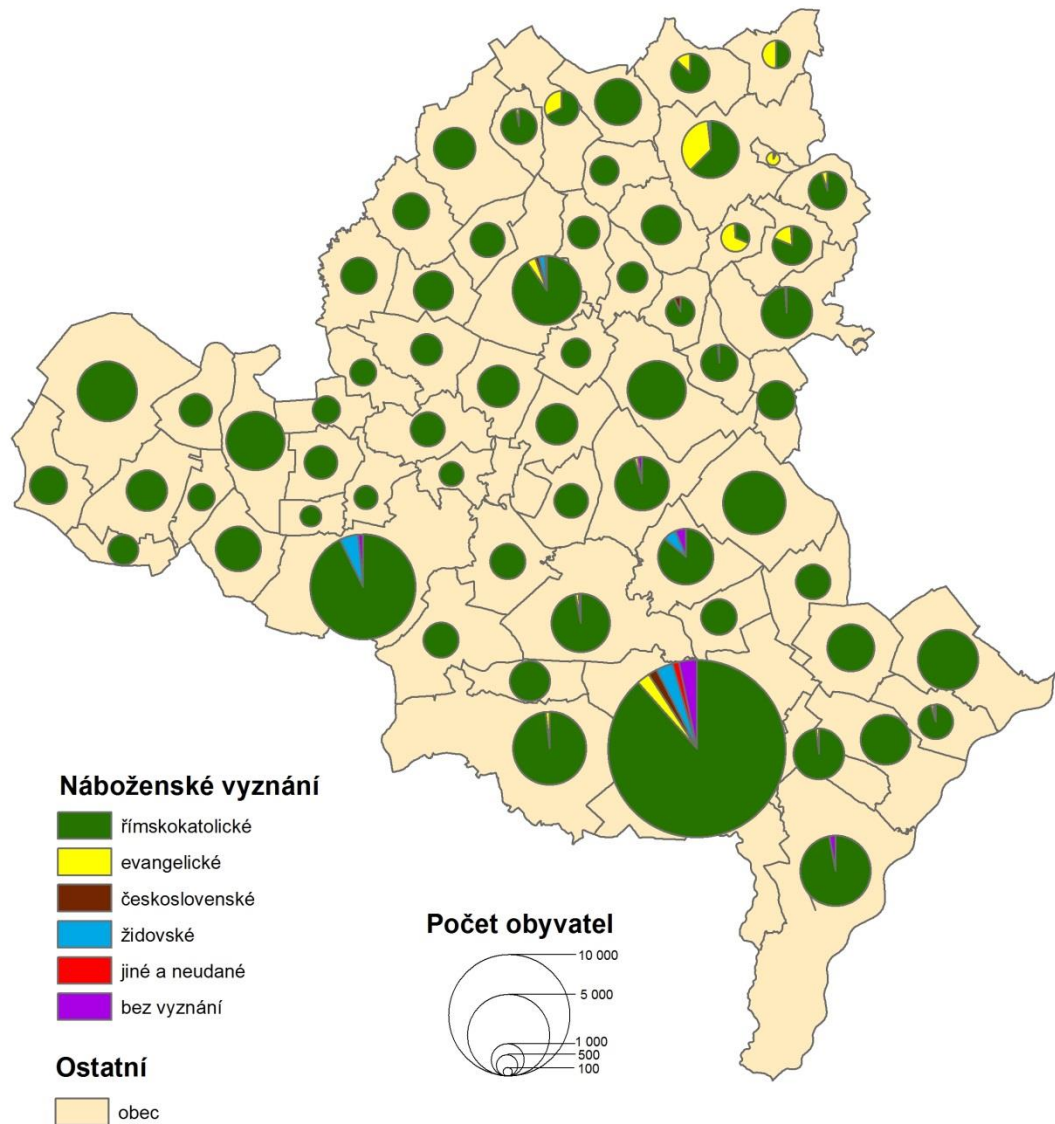 Náboženské vyznání
římskokatolické
evangelické
československé
židovské
jiné a neudané
bez vyznání
Ostatní
obec
Počet obyvatel
10 000
5 000
1 000
500
100